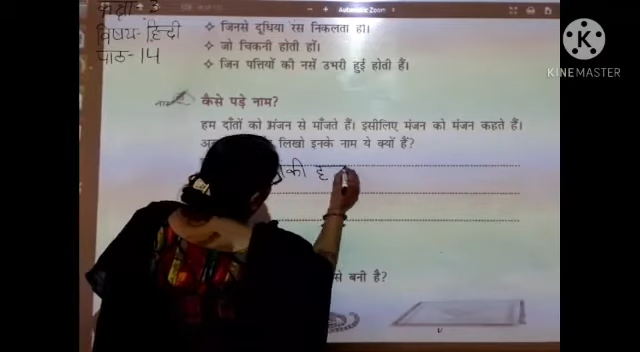 कक्षा - 3
विषय - हिन्दी
पाठ - 14
Automatic Zoom
KINEMASTER
❖ जिनसे दूधिया रस निकलता हो।
❖ जो चिकनी होती हों।
❖ जिन पत्तियों की नसें उभरी हुई होती हैं।
कैसे पड़े नाम?
हम दाँतों को मंजन से माँजते हैं। इसीलिए मंजन को मंजन कहते हैं।
लिखो इनके नाम ये क्यों हैं?
की
से बनी है?